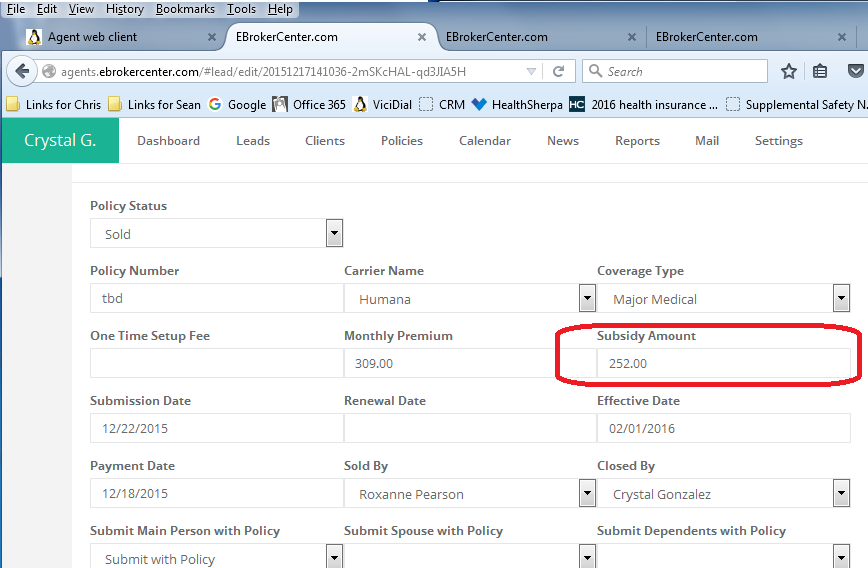 File Edit View History Bookmarks Tools Help
Agent web client × EBrokerCenter.com × EBrokerCenter.com × EBrokerCenter.com ×
agents.ebrokercenter.com/#lead/edit/20151217141036-2mSKcHAL-qd3JIA5H Search
Links for Chris Links for Sean Google Office 365 ViciDial CRM HealthSherpa HC 2016 health insurance ... Supplemental Safety N
Crystal G. Dashboard Leads Clients Policies Calendar News Reports Mail Settings
Policy Status
Sold
Policy Number Carrier Name Coverage Type
tbd Humana Major Medical
One Time Setup Fee Monthly Premium Subsidy Amount
309.00 252.00
Submission Date Renewal Date Effective Date
12/22/2015 02/01/2016
Payment Date Sold By Closed By
12/18/2015 Roxanne Pearson Crystal Gonzalez
Submit Main Person with Policy Submit Spouse with Policy Submit Dependents with Policy
Submit with Policy